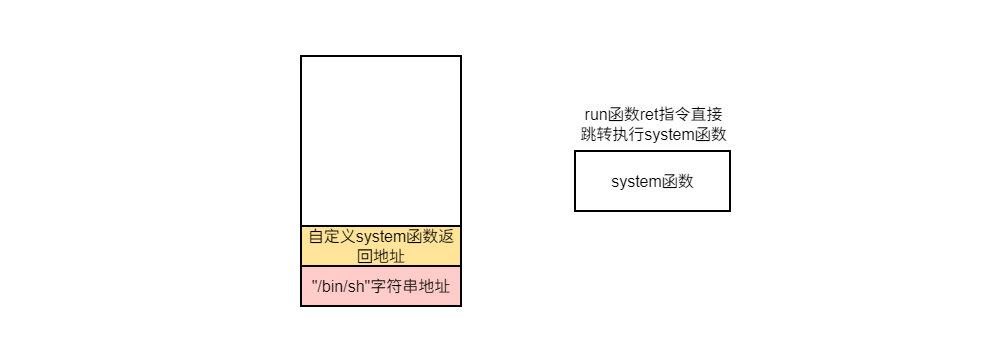 run函数ret指令直接
跳转执行system函数
system函数
自定义system函数返
回地址
"/bin/sh"字符串地址